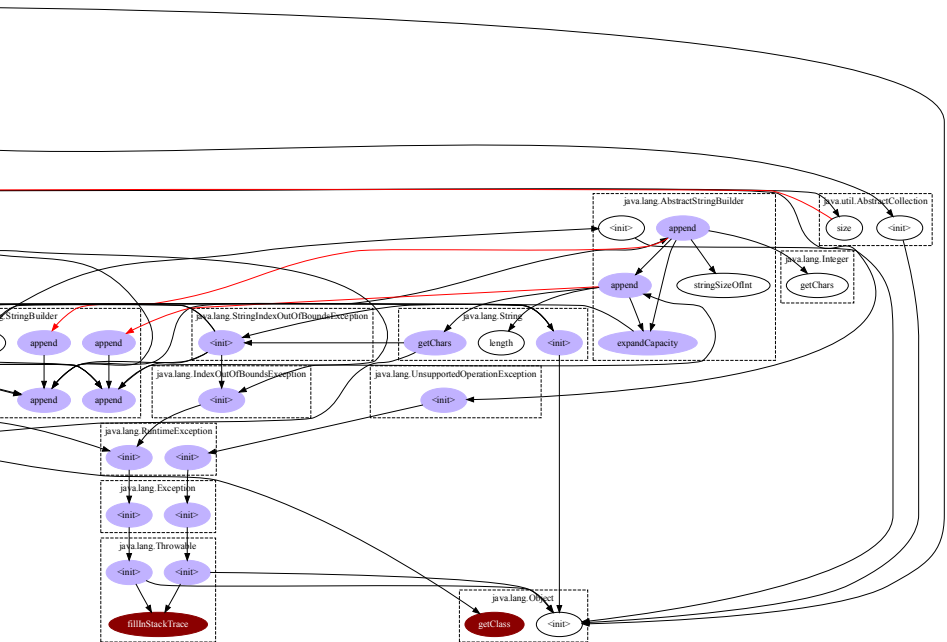 java.lang.AbstractStringBuilder
java.util.AbstractCollection
<init>
append
size
<init>
java.lang.Integer
append
stringSizeOfInt
getChars
g.StringBuilder
java.lang.StringIndexOutOfBoundsException
java.lang.String
append
append
<init>
getChars
length
<init>
expandCapacity
java.lang.IndexOutOfBoundsException
java.lang.UnsupportedOperationException
append
append
<init>
<init>
java.lang.RuntimeException
<init>
<init>
java.lang.Exception
<init>
<init>
java.lang.Throwable
<init>
<init>
java.lang.Object
fillInStackTrace
getClass
<init>